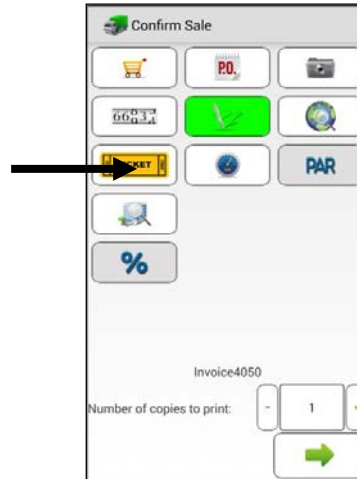 Confirm Sale
P.O.
PAR
%
Invoice4050
Number of copies to print: - 1